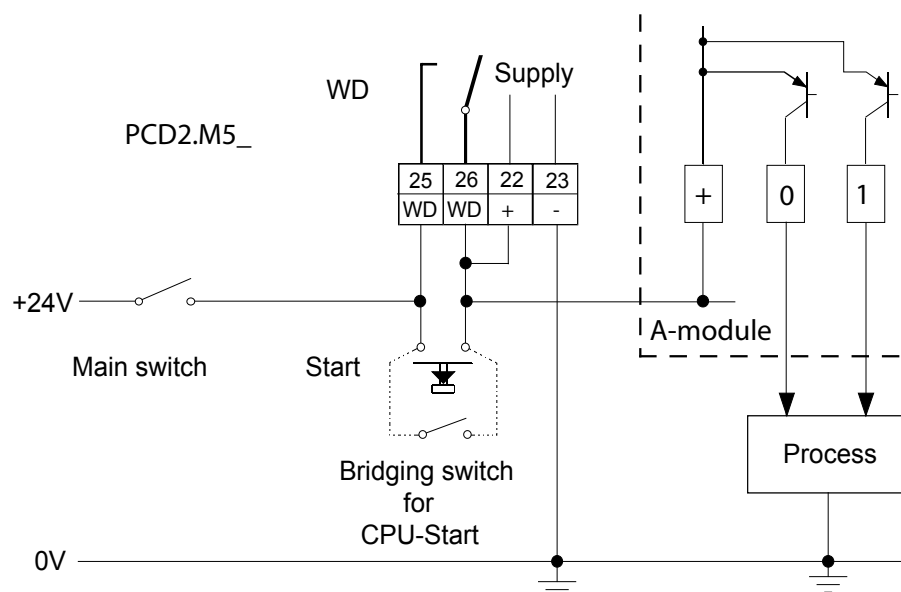 WD
Supply
PCD2.M5_
25 26 22 23
WD WD + -
+ 0 1
+24V
A-module
Main switch
Start
Process
Bridging switch
for
CPU-Start
0V